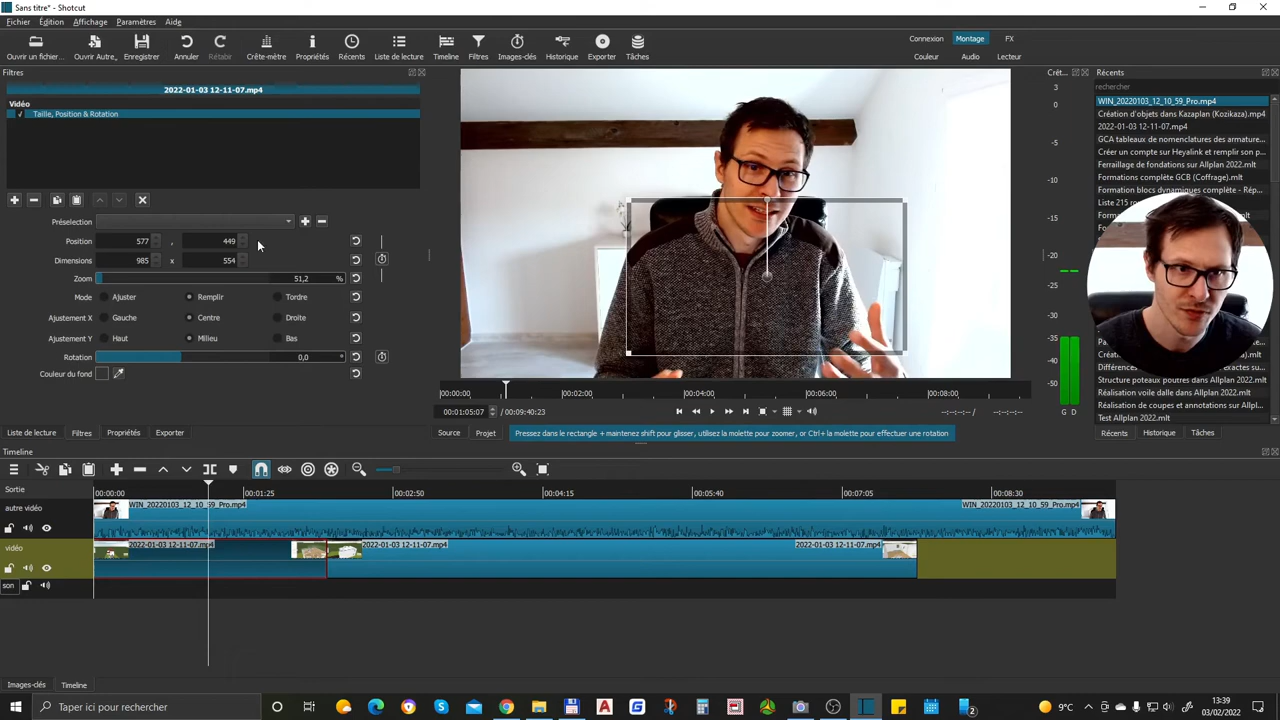 Sans titre* - Shotcut
Fichier Édition Affichage Paramètres Aide
Ouvrir un fichier... Ouvrir Autre.. Enregistrer Annuler Rétablir Crête-mètre Propriétés Récents Liste de lecture Timeline Filtres Images-clés Historique Exporter Tâches
Connexion Montage FX
Couleur Audio Lecteur
Filtres
2022-01-03 12-11-07.mp4
Vidéo
Taille, Position & Rotation
Présélection
Position 577 , 449
Dimensions 985 x 554
Zoom 51,2 %
Mode Ajuster Remplir Tordre
Ajustement X Gauche Centre Droite
Ajustement Y Haut Milieu Bas
Rotation 0,0 °
Couleur du fond
Liste de lecture Filtres Propriétés Exporter
00:00:00 00:02:00 00:04:00 00:06:00 00:08:00
00:01:05:07 / 00:09:40:23 --:--:--:-- / --:--:--:--
Source Projet Pressez dans le rectangle + maintenez shift pour glisser, utilisez la molette pour zoomer, or Ctrl+la molette pour effectuer une rotation
Crêt...
3
0
-5
-10
-15
-20
-25
-30
-35
-40
-50
G D
Récents
rechercher
WIN_20220103_12_10_59_Pro.mp4
Création d'objets dans Kazaplan (Kozikaza).mp4
2022-01-03 12-11-07.mp4
GCA tableaux de nomenclatures des armature...
Créer un compte sur Heyalink et remplir son p...
Ferraillage de fondations sur Allplan 2022.mlt
Formations complète GCB (Coffrage).mlt
Formation blocs dynamiques complète - Rép...
Liste 215
Structure poteaux poutres dans Allplan 2022.mlt
Réalisation voile dalle dans Allplan 2022.mlt
Réalisation de coupes et annotations sur Allpl...
Test Allplan 2022.mlt
Récents Historique Tâches
Timeline
Sortie 00:00:00 00:01:25 00:02:50 00:04:15 00:05:40 00:07:05 00:08:30
autre vidéo WIN_20220103_12_10_59_Pro.mp4 WIN_20220103_12_10_59_Pro.mp4
vidéo 2022-01-03 12-11-07.mp4 2022-01-03 12-11-07.mp4 2022-01-03 12-11-07.mp4
son
Images-clés Timeline
Taper ici pour rechercher
9°C
13:39
03/02/2022